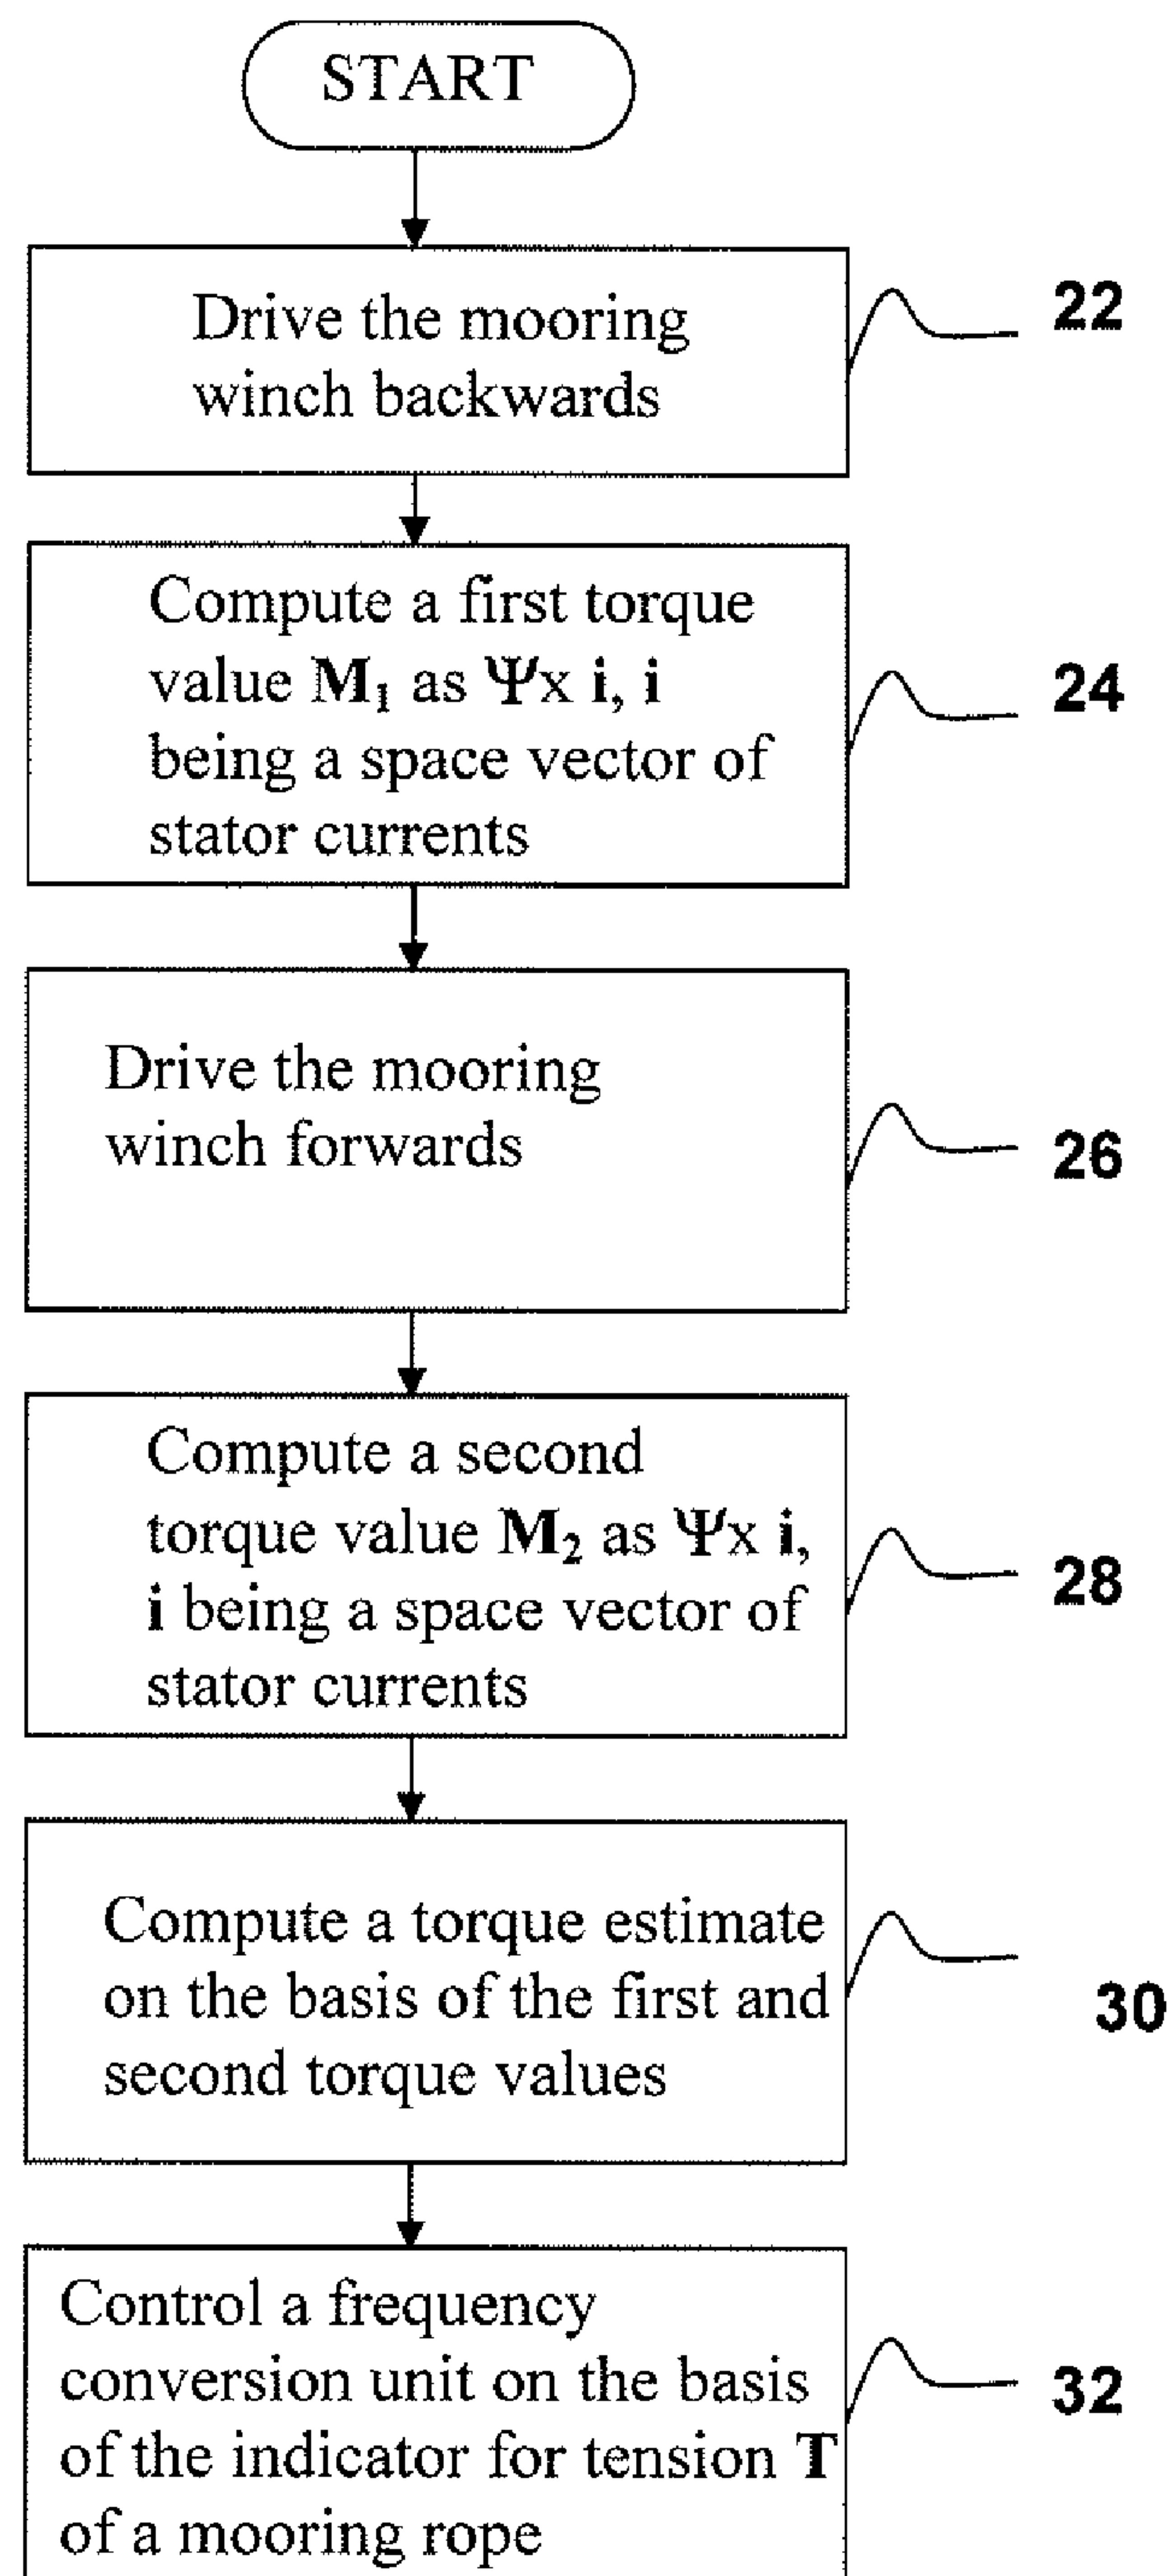 START
Drive the mooring
winch backwards
22
Compute a first torque
value M₁ as Ψx i, i
being a space vector of
stator currents
24
Drive the mooring
winch forwards
26
Compute a second
torque value M₂ as Ψx i,
i being a space vector of
stator currents
28
Compute a torque estimate
on the basis of the first and
second torque values
30
Control a frequency
conversion unit on the basis
of the indicator for tension T
of a mooring rope
32